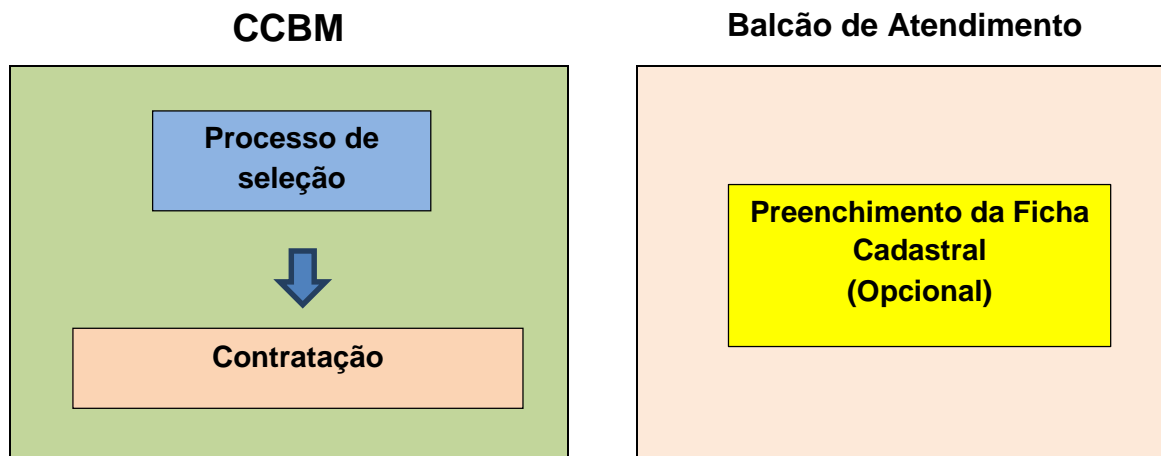 CCBM
Processo de
seleção
Contratação
Balcão de Atendimento
Preenchimento da Ficha
Cadastral
(Opcional)